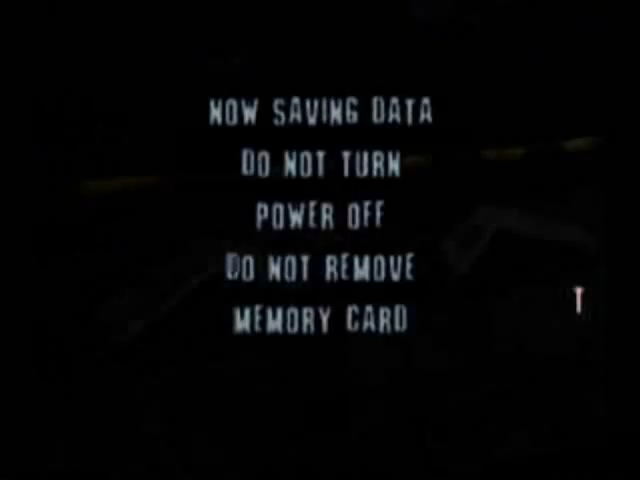 NOW SAVING DATA
DO NOT TURN
POWER OFF
DO NOT REMOVE
MEMORY CARD